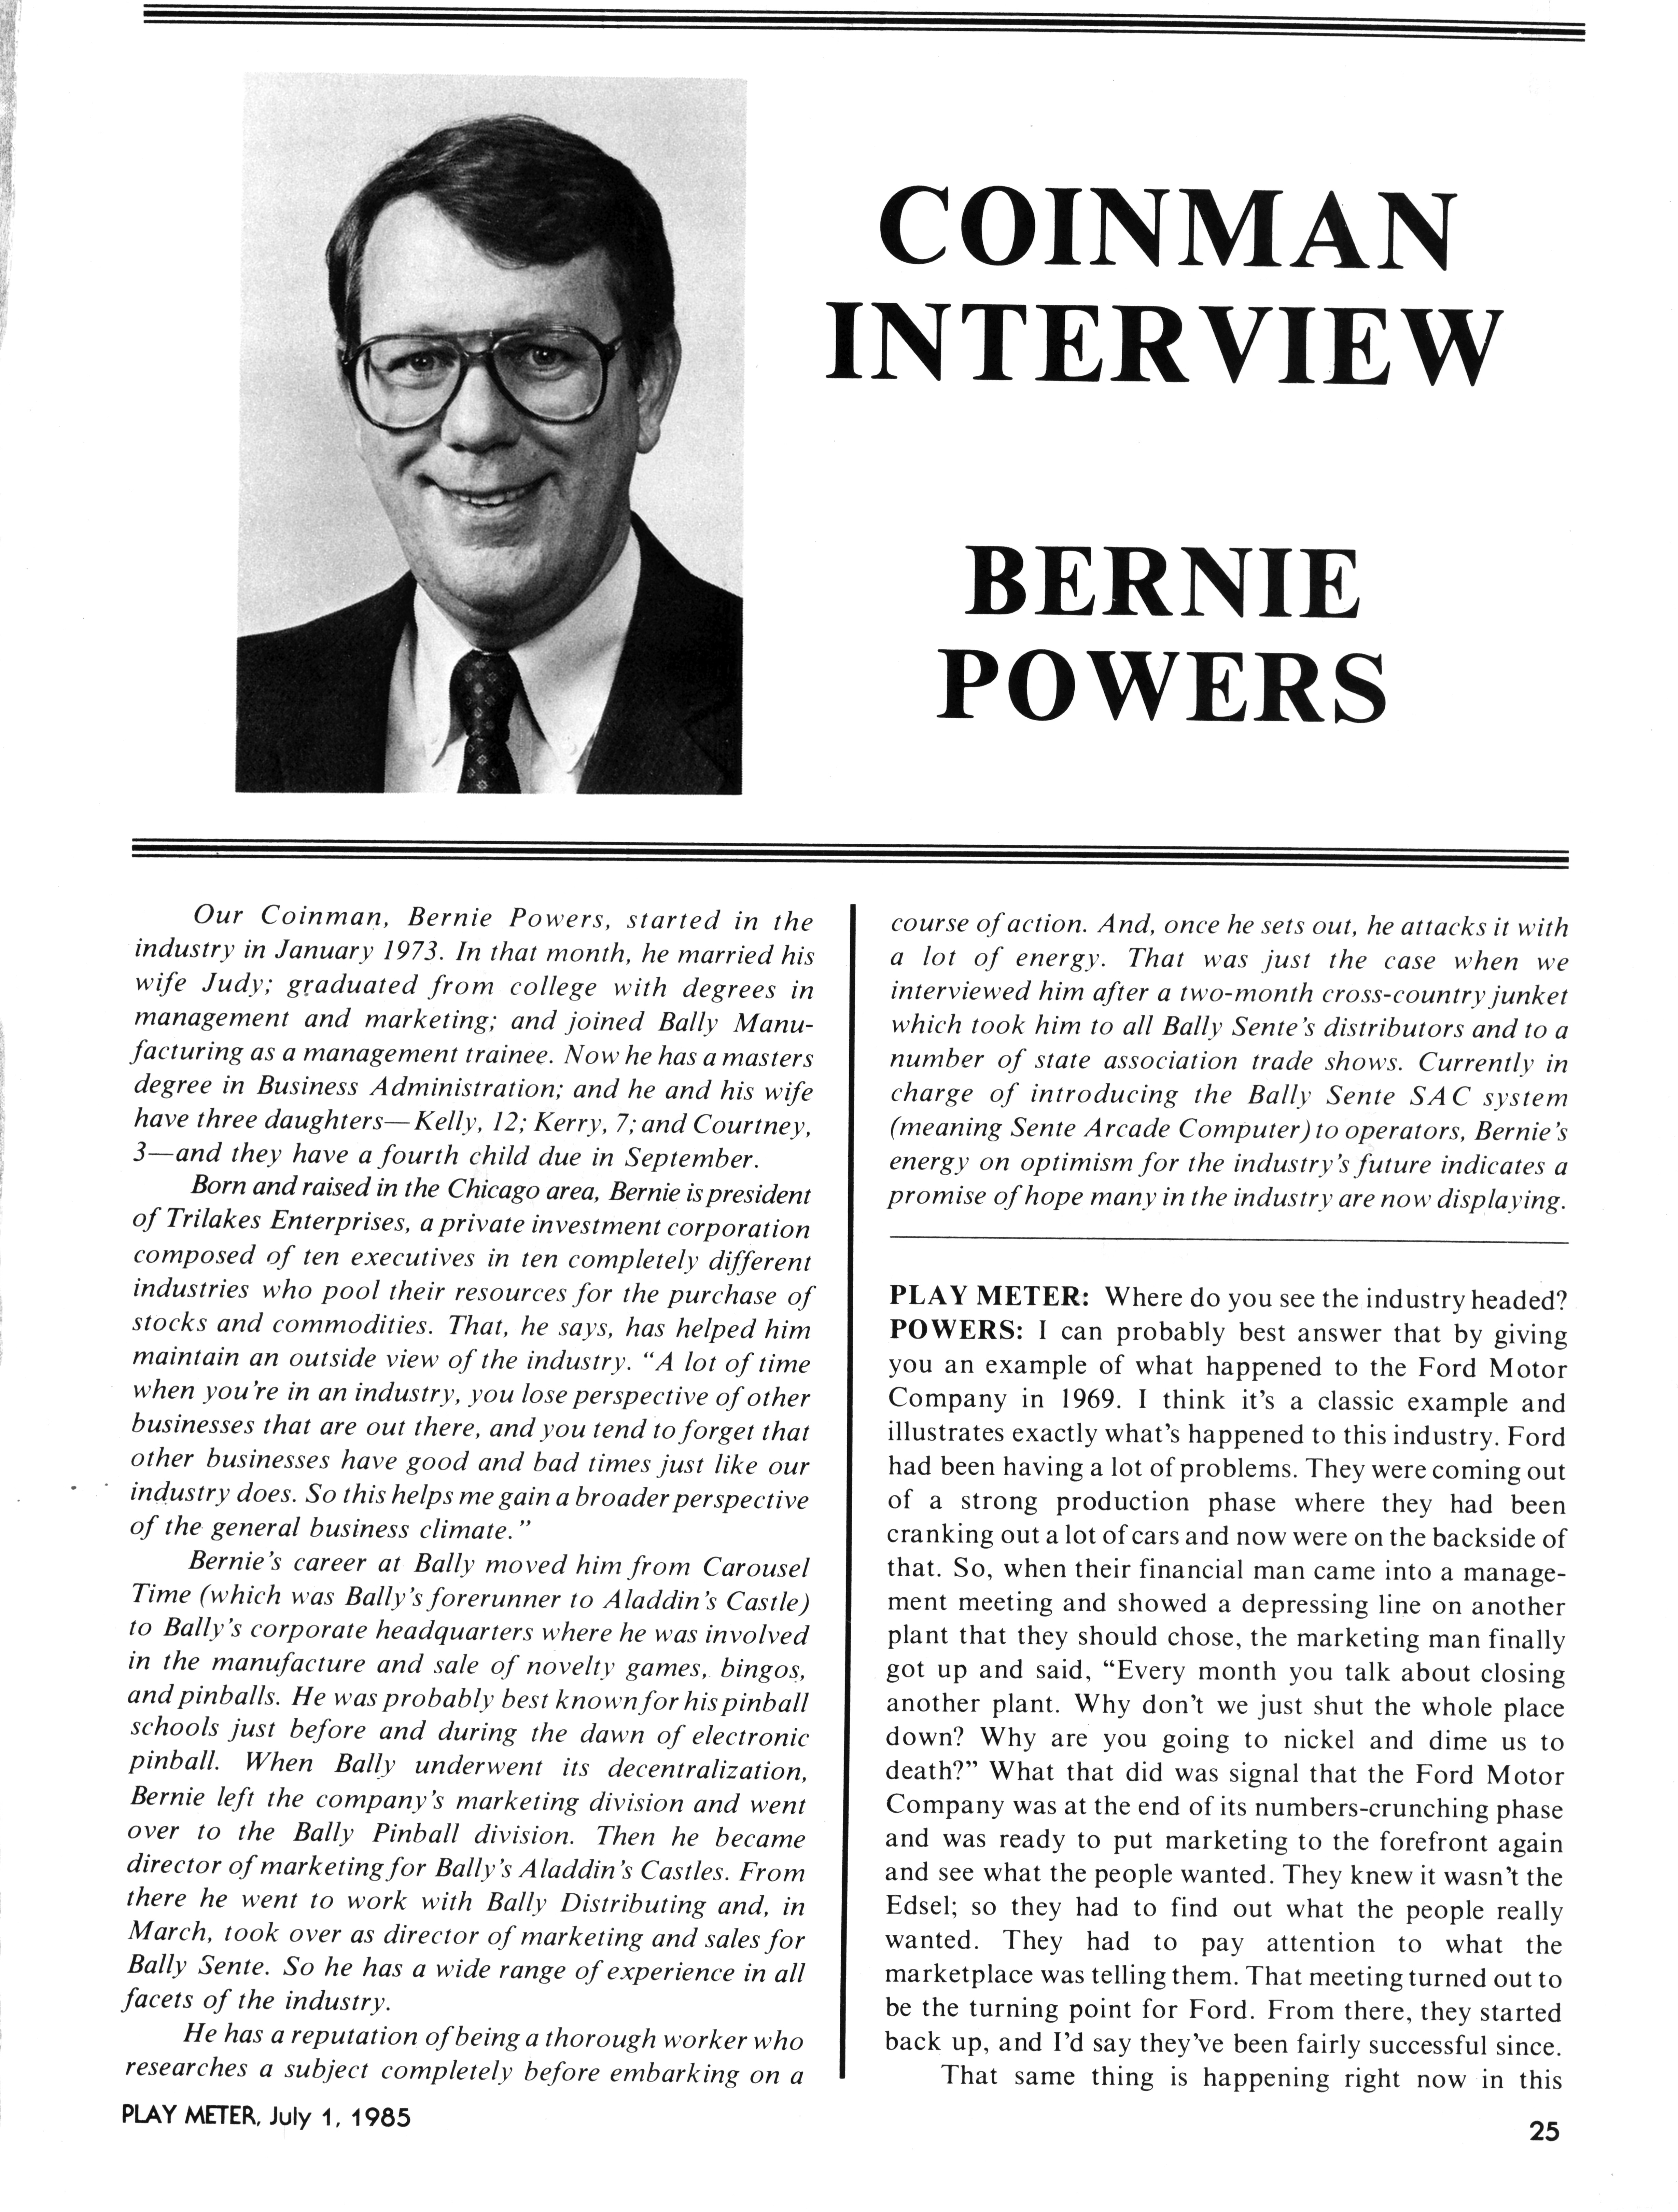 COINMAN
INTERVIEW
BERNIE
POWERS
Our Coinman, Bernie Powers, started in the
industry in January 1973. In that month, he married his
wife Judy; graduated from college with degrees in
management and marketing; and joined Bally Manu-
facturing as a management trainee. Now he has a masters
degree in Business Administration; and he and his wife
have three daughters—Kelly, 12; Kerry, 7; and Courtney,
3—and they have a fourth child due in September.
Born and raised in the Chicago area, Bernie is president
of Trilakes Enterprises, a private investment corporation
composed of ten executives in ten completely different
industries who pool their resources for the purchase of
stocks and commodities. That, he says, has helped him
maintain an outside view of the industry. “A lot of time
when you’re in an industry, you lose perspective of other
businesses that are out there, and you tend to forget that
other businesses have good and bad times just like our
industry does. So this helps me gain a broader perspective
of the general business climate.”
Bernie’s career at Bally moved him from Carousel
Time (which was Bally’s forerunner to Aladdin’s Castle)
to Bally’s corporate headquarters where he was involved
in the manufacture and sale of novelty games, bingos,
and pinballs. He was probably best known for his pinball
schools just before and during the dawn of electronic
pinball. When Bally underwent its decentralization,
Bernie left the company’s marketing division and went
over to the Bally Pinball division. Then he became
director of marketing for Bally’s Aladdin’s Castles. From
there he went to work with Bally Distributing and, in
March, took over as director of marketing and sales for
Bally Sente. So he has a wide range of experience in all
facets of the industry.
He has a reputation of being a thorough worker who
researches a subject completely before embarking on a
course of action. And, once he sets out, he attacks it with
a lot of energy. That was just the case when we
interviewed him after a two-month cross-country junket
which took him to all Bally Sente’s distributors and to a
number of state association trade shows. Currently in
charge of introducing the Bally Sente SAC system
(meaning Sente Arcade Computer) to operators, Bernie’s
energy on optimism for the industry’s future indicates a
promise of hope many in the industry are now displaying.
PLAY METER: Where do you see the industry headed?
POWERS: I can probably best answer that by giving
you an example of what happened to the Ford Motor
Company in 1969. I think it’s a classic example and
illustrates exactly what’s happened to this industry. Ford
had been having a lot of problems. They were coming out
of a strong production phase where they had been
cranking out a lot of cars and now were on the backside of
that. So, when their financial man came into a manage-
ment meeting and showed a depressing line on another
plant that they should chose, the marketing man finally
got up and said, “Every month you talk about closing
another plant. Why don’t we just shut the whole place
down? Why are you going to nickel and dime us to
death?” What that did was signal that the Ford Motor
Company was at the end of its numbers-crunching phase
and was ready to put marketing to the forefront again
and see what the people wanted. They knew it wasn’t the
Edsel; so they had to find out what the people really
wanted. They had to pay attention to what the
marketplace was telling them. That meeting turned out to
be the turning point for Ford. From there, they started
back up, and I’d say they’ve been fairly successful since.
That same thing is happening right now in this
PLAY METER, July 1, 1985
25